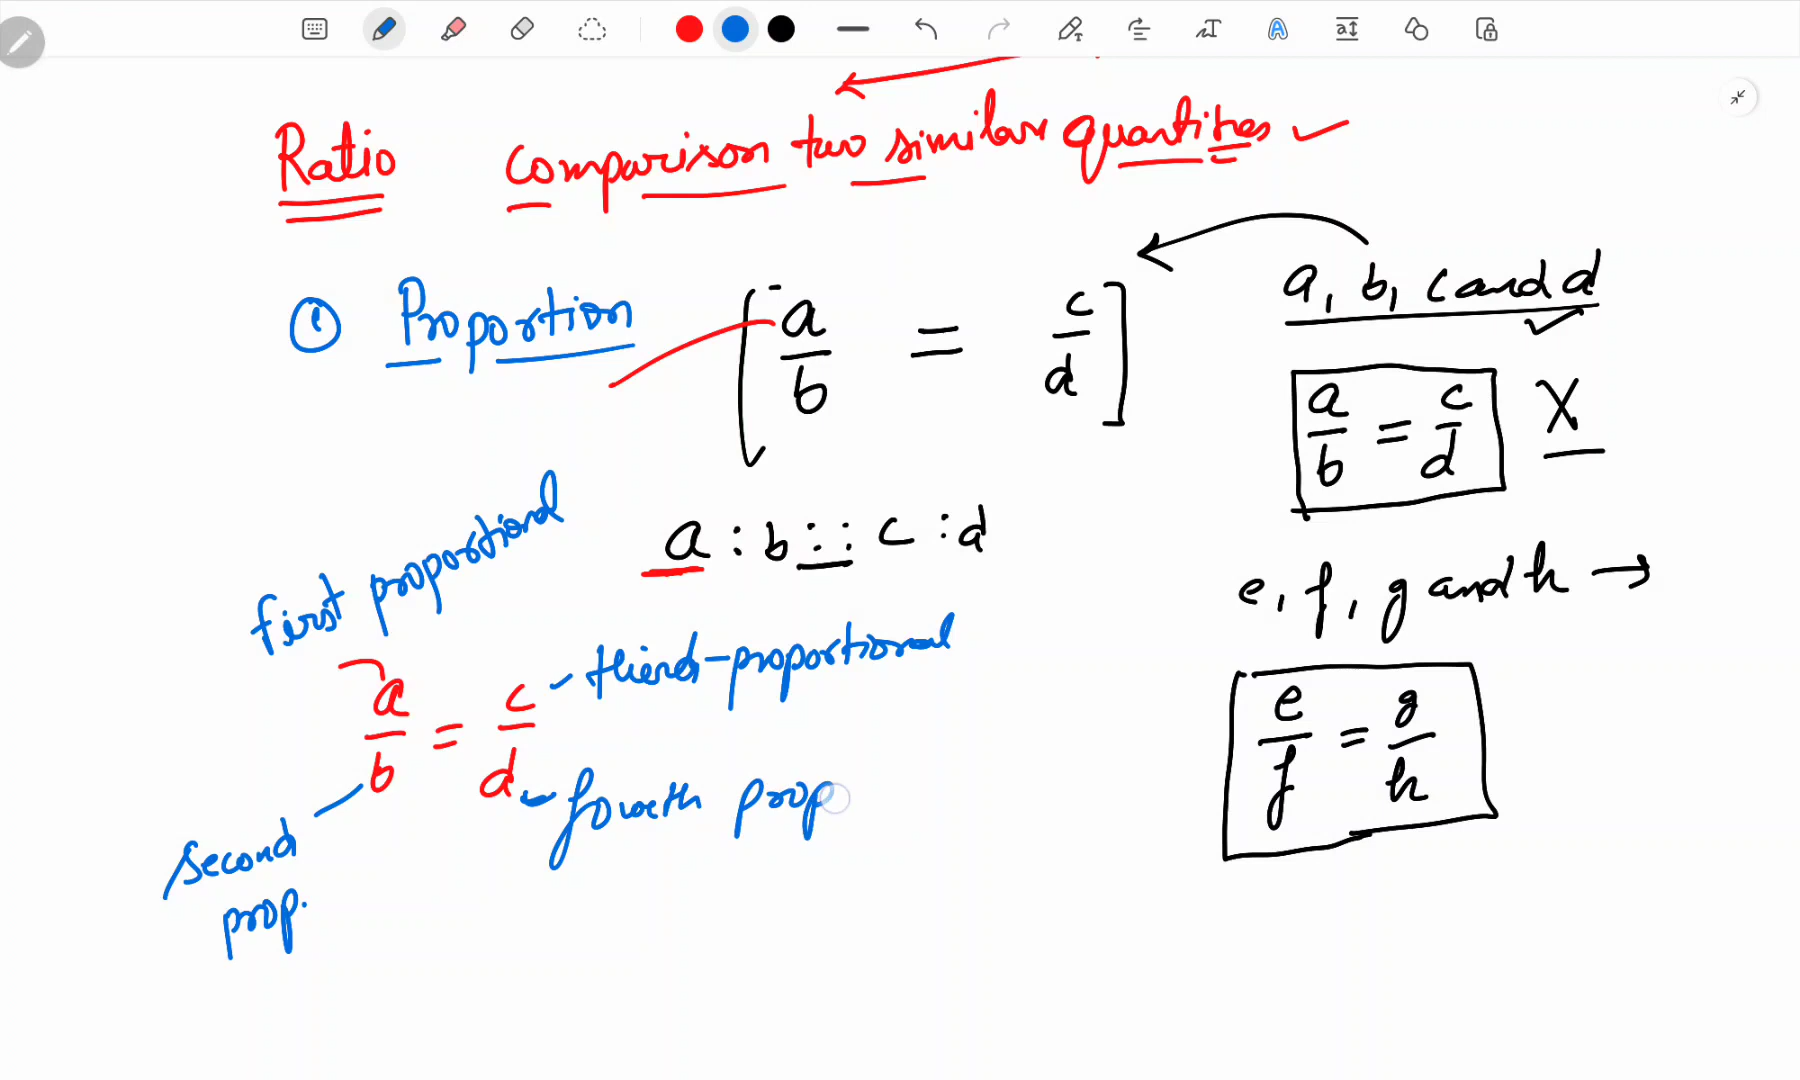 Ratio comparison two similar quantities ✓
① Proportion [a/b = c/d]
a, b, c and d ✓
a/b = c/d X
a : b :: c : d
e, f, g and h →
e/f = g/h
first proportional
a/b = c/d
third-proportional
fourth prop
second
prop.